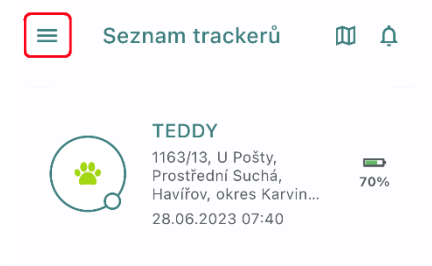 Seznam trackerů
TEDDY
1163/13, U Pošty,
Prostřední Suchá,
Havířov, okres Karvin...
70%
28.06.2023 07:40